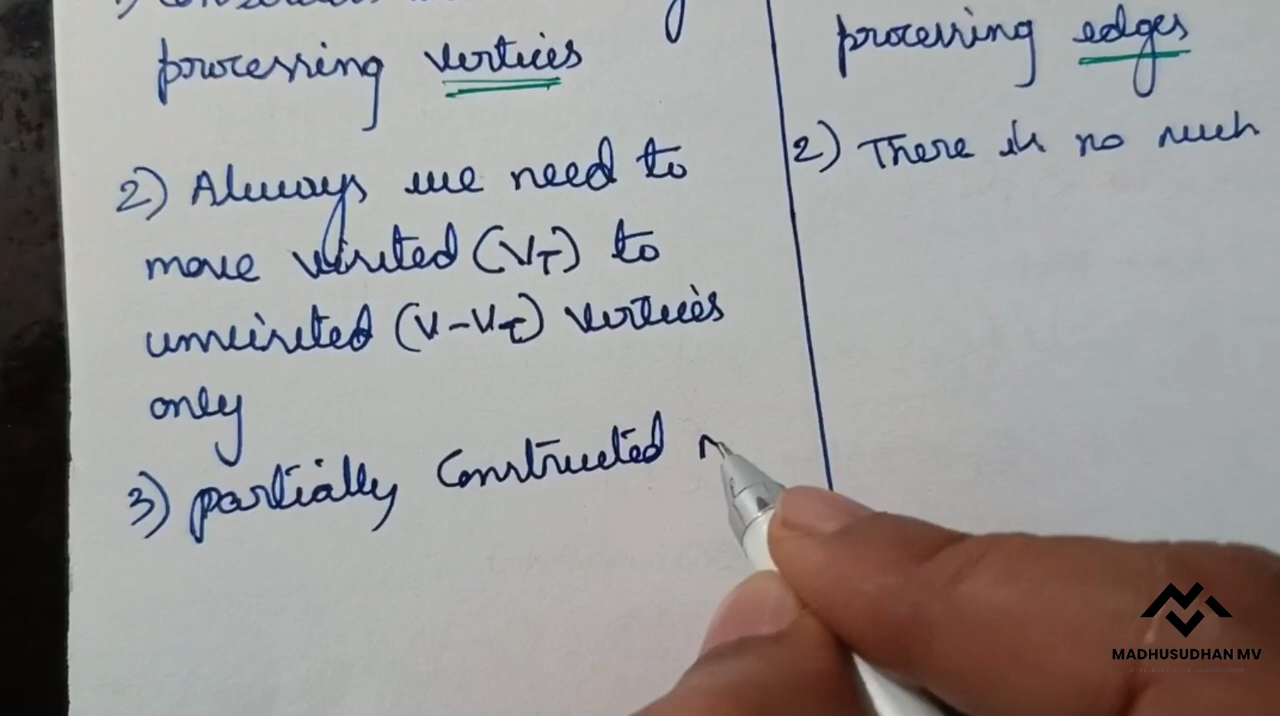 processing vertices
2) Always we need to
move visited (VT) to
unvisited (V-VT) vertices
only
3) partially constructed
processing edges
2) There is no such
MADHUSUDHAN MV